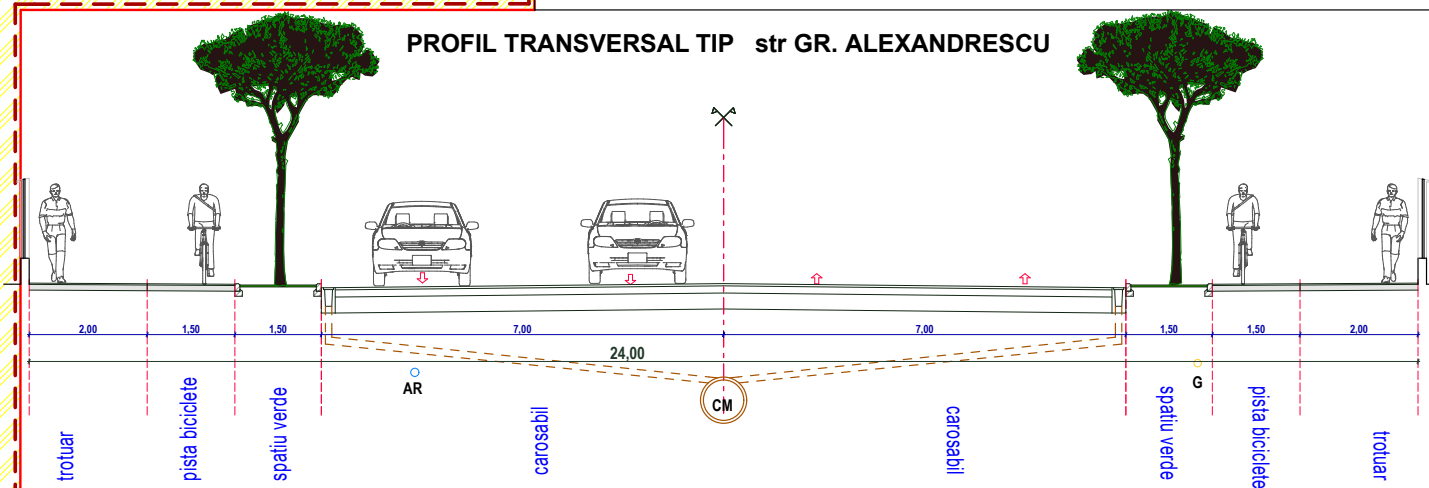 PROFIL TRANSVERSAL TIP str GR. ALEXANDRESCU
2,00 1,50 1,50 7,00 7,00 1,50 1,50 2,00
24,00
AR
CM
G
trotuar
pista biciclete
spatiu verde
carosabil
carosabil
spatiu verde
pista biciciclete
trotuar